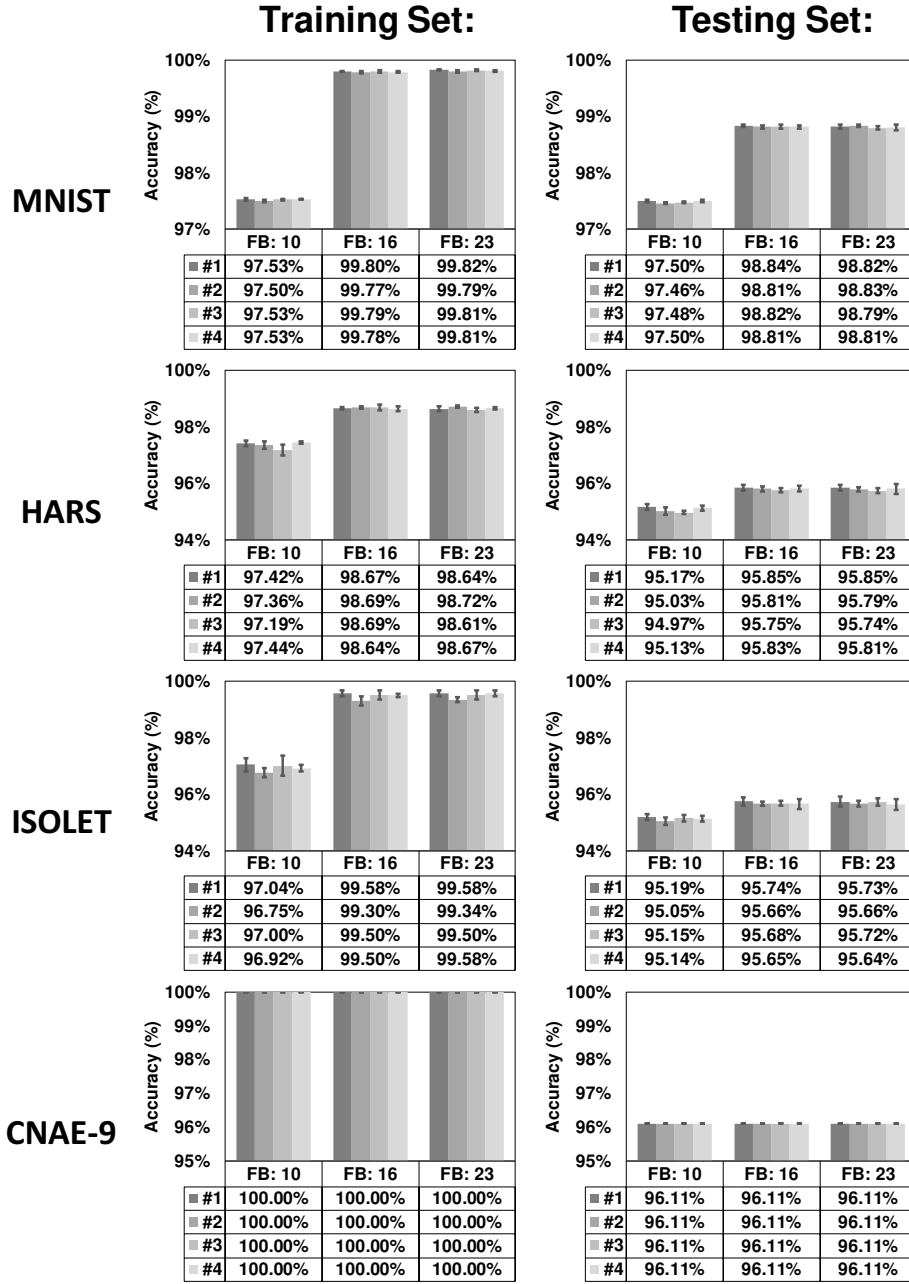 Training Set: Testing Set:
MNIST
Accuracy (%)
100%
99%
98%
97%
FB: 10 FB: 16 FB: 23
#1 97.53% 99.80% 99.82%
#2 97.50% 99.77% 99.79%
#3 97.53% 99.79% 99.81%
#4 97.53% 99.78% 99.81%
Accuracy (%)
100%
99%
98%
97%
FB: 10 FB: 16 FB: 23
#1 97.50% 98.84% 98.82%
#2 97.46% 98.81% 98.83%
#3 97.48% 98.82% 98.79%
#4 97.50% 98.81% 98.81%
HARS
Accuracy (%)
100%
98%
96%
94%
FB: 10 FB: 16 FB: 23
#1 97.42% 98.67% 98.64%
#2 97.36% 98.69% 98.72%
#3 97.19% 98.69% 98.61%
#4 97.44% 98.64% 98.67%
Accuracy (%)
100%
98%
96%
94%
FB: 10 FB: 16 FB: 23
#1 95.17% 95.85% 95.85%
#2 95.03% 95.81% 95.79%
#3 94.97% 95.75% 95.74%
#4 95.13% 95.83% 95.81%
ISOLET
Accuracy (%)
100%
98%
96%
94%
FB: 10 FB: 16 FB: 23
#1 97.04% 99.58% 99.58%
#2 96.75% 99.30% 99.34%
#3 97.00% 99.50% 99.50%
#4 96.92% 99.50% 99.58%
Accuracy (%)
100%
98%
96%
94%
FB: 10 FB: 16 FB: 23
#1 95.19% 95.74% 95.73%
#2 95.05% 95.66% 95.66%
#3 95.15% 95.68% 95.72%
#4 95.14% 95.65% 95.64%
CNAE-9
Accuracy (%)
100%
99%
98%
97%
96%
95%
FB: 10 FB: 16 FB: 23
#1 100.00% 100.00% 100.00%
#2 100.00% 100.00% 100.00%
#3 100.00% 100.00% 100.00%
#4 100.00% 100.00% 100.00%
Accuracy (%)
100%
99%
98%
97%
96%
95%
FB: 10 FB: 16 FB: 23
#1 96.11% 96.11% 96.11%
#2 96.11% 96.11% 96.11%
#3 96.11% 96.11% 96.11%
#4 96.11% 96.11% 96.11%